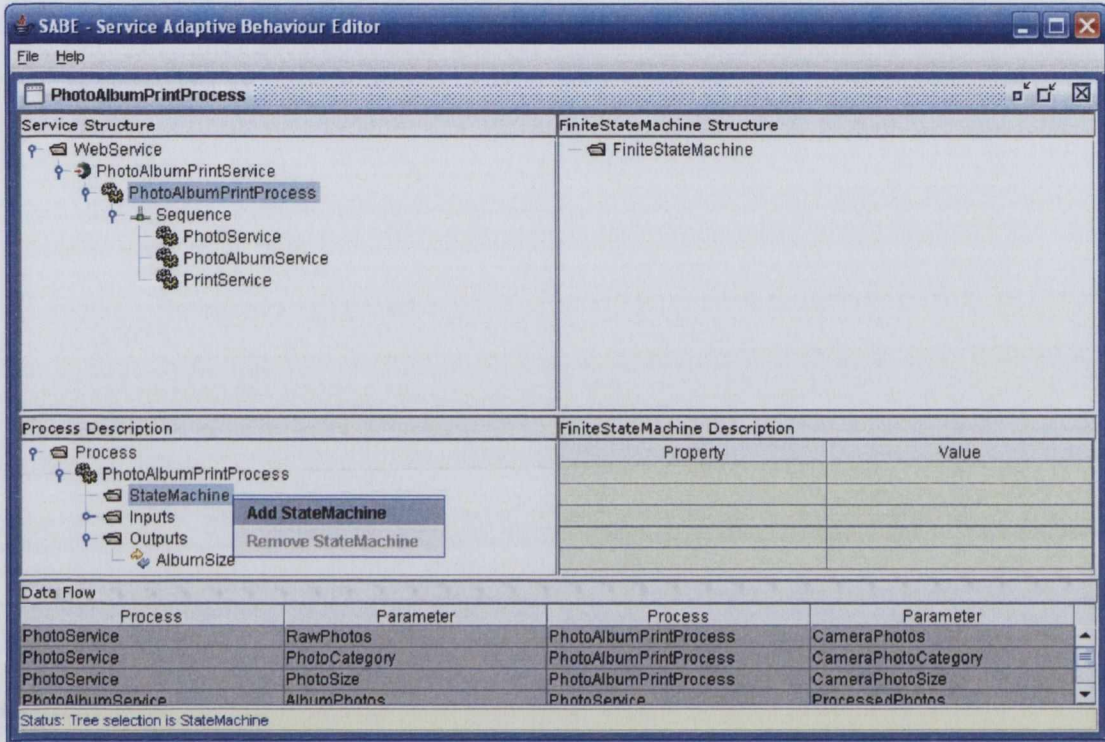 SABE - Service Adaptive Behaviour Editor
File Help
PhotoAlbumPrintProcess
Service Structure
WebService
PhotoAlbumPrintService
PhotoAlbumPrintProcess
Sequence
PhotoService
PhotoAlbumService
PrintService
FiniteStateMachine Structure
FiniteStateMachine
Process Description
Process
PhotoAlbumPrintProcess
StateMachine
Inputs
Outputs
AlbumSize
Add StateMachine
Remove StateMachine
FiniteStateMachine Description
Property Value
Data Flow
Process Parameter Process Parameter
PhotoService RawPhotos PhotoAlbumPrintProcess CameraPhotos
PhotoService PhotoCategory PhotoAlbumPrintProcess CameraPhotoCategory
PhotoService PhotoSize PhotoAlbumPrintProcess CameraPhotoSize
PhotoAlbumService AlbumPhotos PhotoService ProcessedPhotos
Status: Tree selection is StateMachine